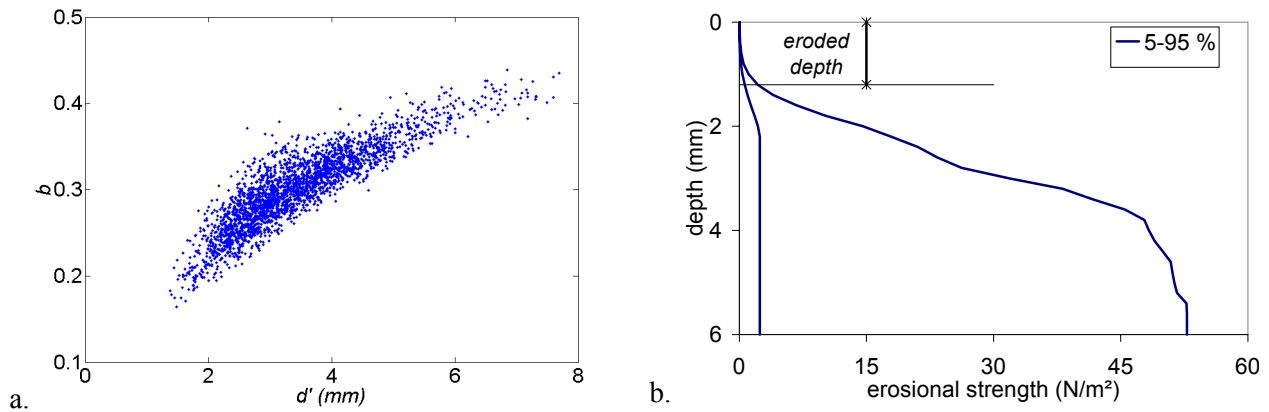 0.5
0.4
0.3
0.2
0.1
b
0 2 4 6 8
d' (mm)
a.
0
2
4
6
depth (mm)
eroded
depth
5-95 %
0 15 30 45 60
erosional strength (N/m²)
b.